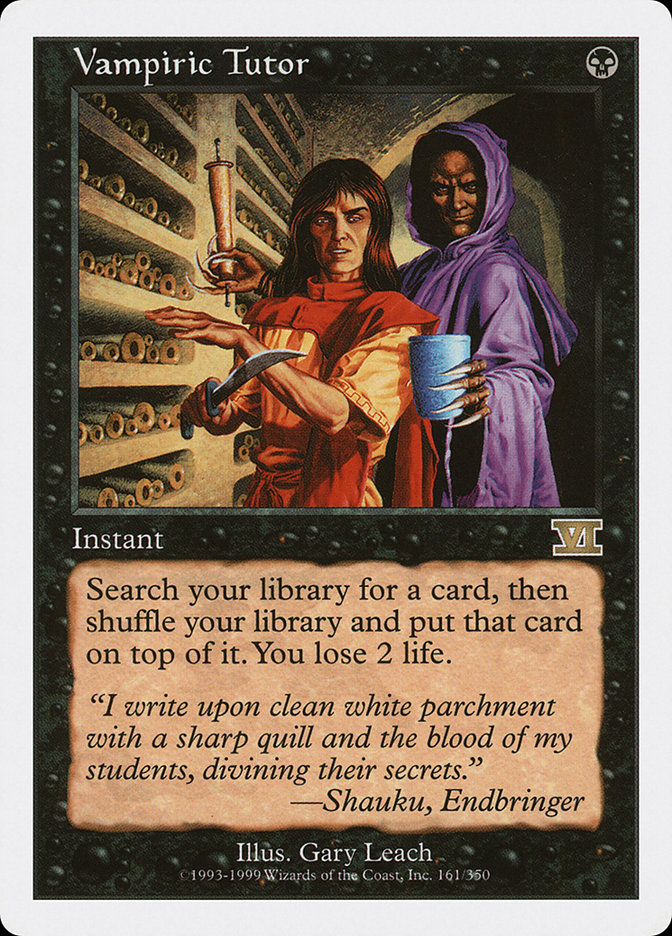 Vampiric Tutor
Instant
VI
Search your library for a card, then
shuffle your library and put that card
on top of it. You lose 2 life.
“I write upon clean white parchment
with a sharp quill and the blood of my
students, divining their secrets.”
—Shauku, Endbringer
Illus. Gary Leach
©1993-1999 Wizards of the Coast, Inc. 161/350